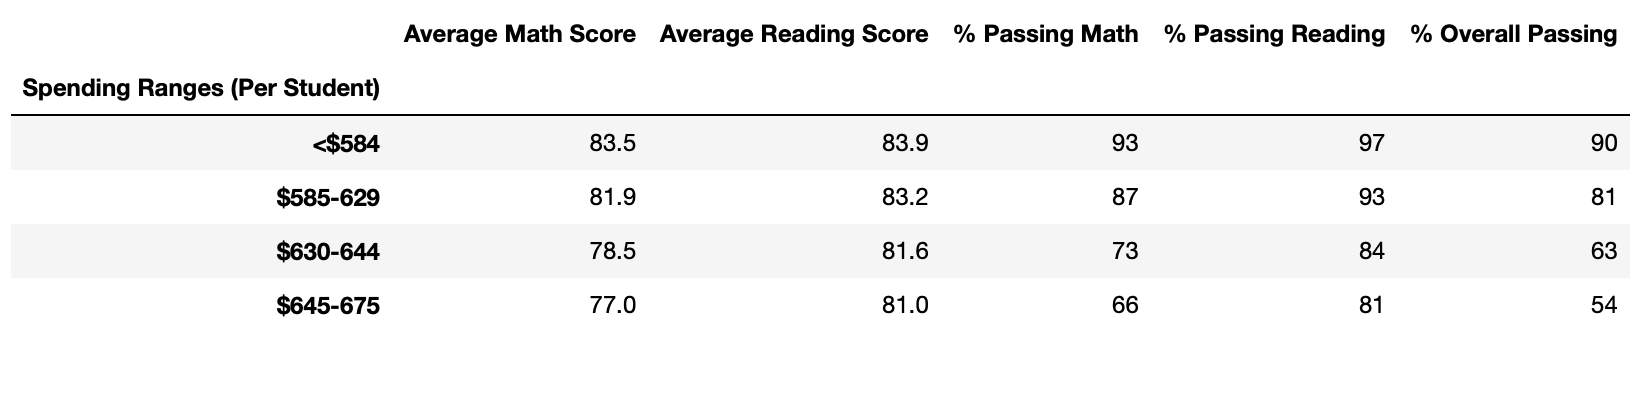 Average Math Score Average Reading Score % Passing Math % Passing Reading % Overall Passing
Spending Ranges (Per Student)
<$584 83.5 83.9 93 97 90
$585-629 81.9 83.2 87 93 81
$630-644 78.5 81.6 73 84 63
$645-675 77.0 81.0 66 81 54